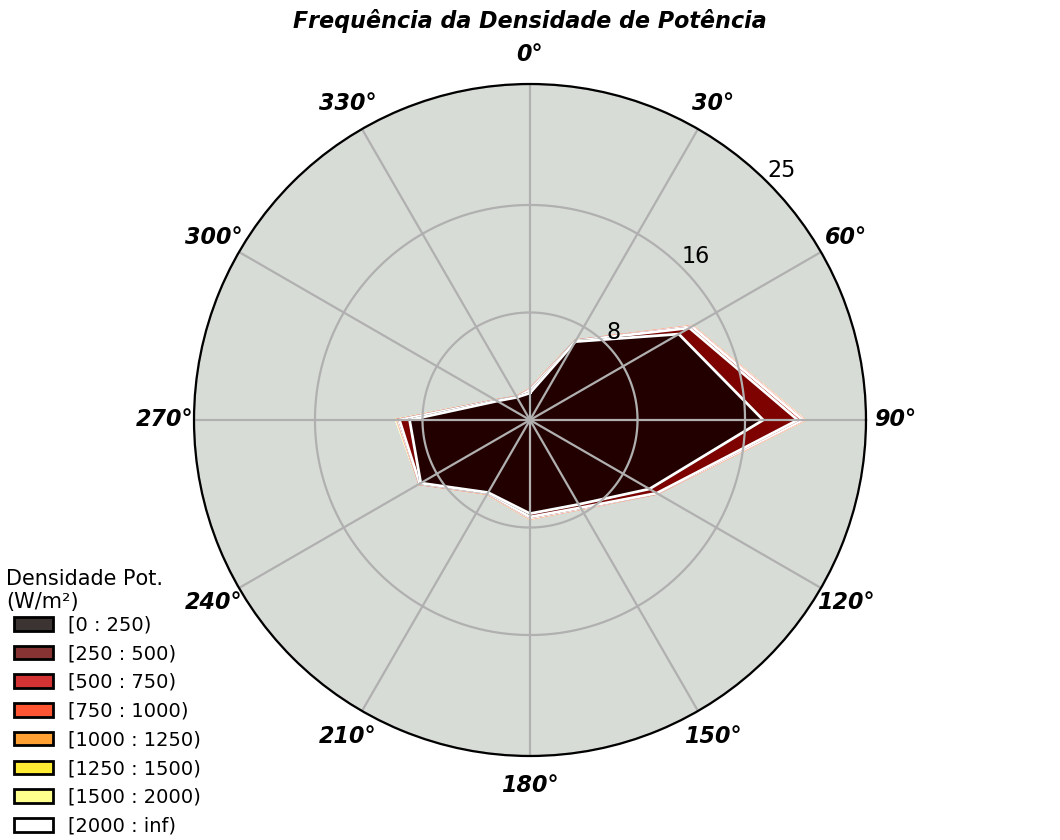 Frequência da Densidade de Potência
0°
330°
30°
25
300°
60°
16
8
270°
90°
240°
120°
210°
150°
180°
Densidade Pot.
(W/m²)
[0 : 250)
[250 : 500)
[500 : 750)
[750 : 1000)
[1000 : 1250)
[1250 : 1500)
[1500 : 2000)
[2000 : inf)